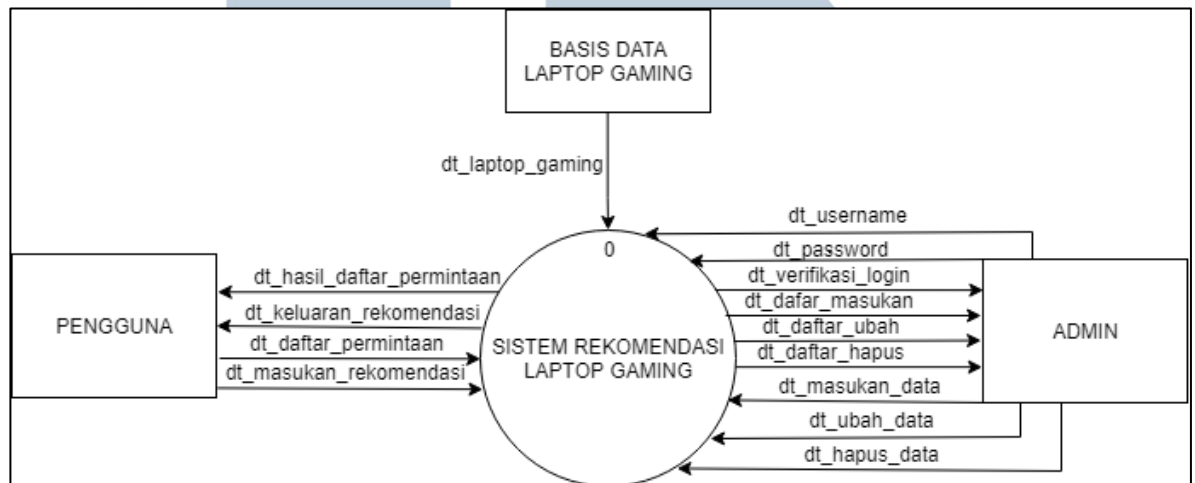 BASIS DATA
LAPTOP GAMING
dt_laptop_gaming
dt_username
0
dt_password
dt_hasil_daftar_permintaan
dt_verifikasi_login
dt_keluaran_rekomendasi
dt_dafar_masukan
PENGGUNA
dt_daftar_ubah
ADMIN
dt_daftar_permintaan
SISTEM REKOMENDASI
LAPTOP GAMING
dt_daftar_hapus
dt_masukan_rekomendasi
dt_masukan_data
dt_ubah_data
dt_hapus_data